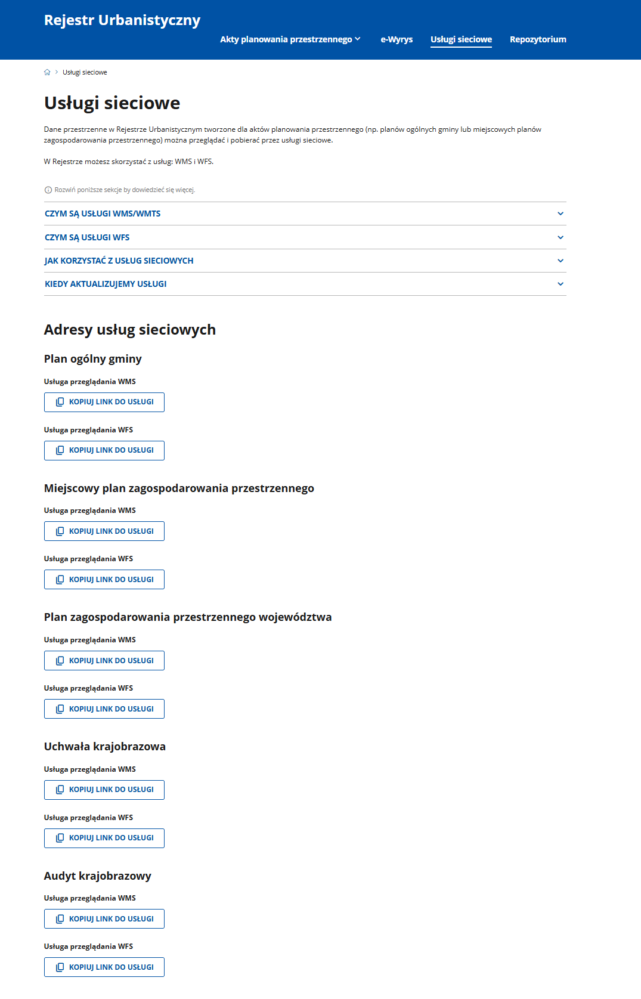 Rejestr Urbanistyczny
Akty planowania przestrzennego
e-Wyrys
Usługi sieciowe
Repozytorium
Usługi sieciowe
Usługi sieciowe
Dane przestrzenne w Rejestrze Urbanistycznym tworzone dla aktów planowania przestrzennego (np. planów ogólnych gminy lub miejscowych planów
zagospodarowania przestrzennego) można przeglądać i pobierać przez usługi sieciowe.
W Rejestrze możesz skorzystać z usług: WMS i WFS.
Rozwiń poniższe sekcje by dowiedzieć się więcej.
CZYM SĄ USŁUGI WMS/WMTS
CZYM SĄ USŁUGI WFS
JAK KORZYSTAĆ Z USŁUG SIECIOWYCH
KIEDY AKTUALIZUJEMY USŁUGI
Adresy usług sieciowych
Plan ogólny gminy
Usługa przeglądania WMS
KOPIUJ LINK DO USŁUGI
Usługa przeglądania WFS
KOPIUJ LINK DO USŁUGI
Miejscowy plan zagospodarowania przestrzennego
Usługa przeglądania WMS
KOPIUJ LINK DO USŁUGI
Usługa przeglądania WFS
KOPIUJ LINK DO USŁUGI
Plan zagospodarowania przestrzennego województwa
Usługa przeglądania WMS
KOPIUJ LINK DO USŁUGI
Usługa przeglądania WFS
KOPIUJ LINK DO USŁUGI
Uchwała krajobrazowa
Usługa przeglądania WMS
KOPIUJ LINK DO USŁUGI
Usługa przeglądania WFS
KOPIUJ LINK DO USŁUGI
Audyt krajobrazowy
Usługa przeglądania WMS
KOPIUJ LINK DO USŁUGI
Usługa przeglądania WFS
KOPIUJ LINK DO USŁUGI